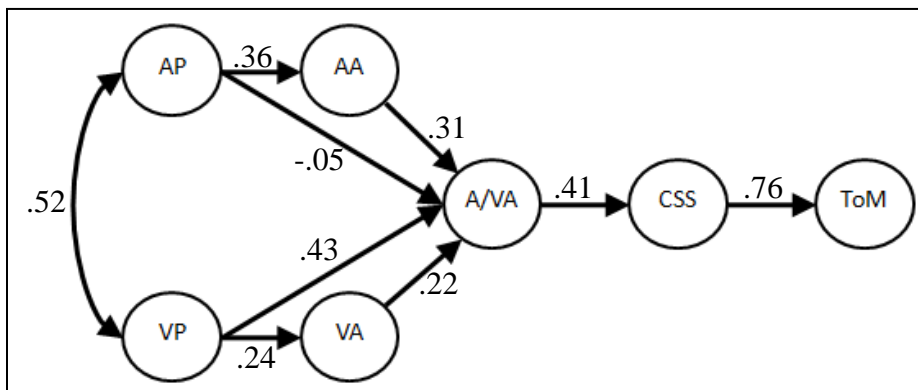 AP
.36
AA
.31
-.05
.52
A/VA
.41
CSS
.76
ToM
.43
.22
VP
.24
VA